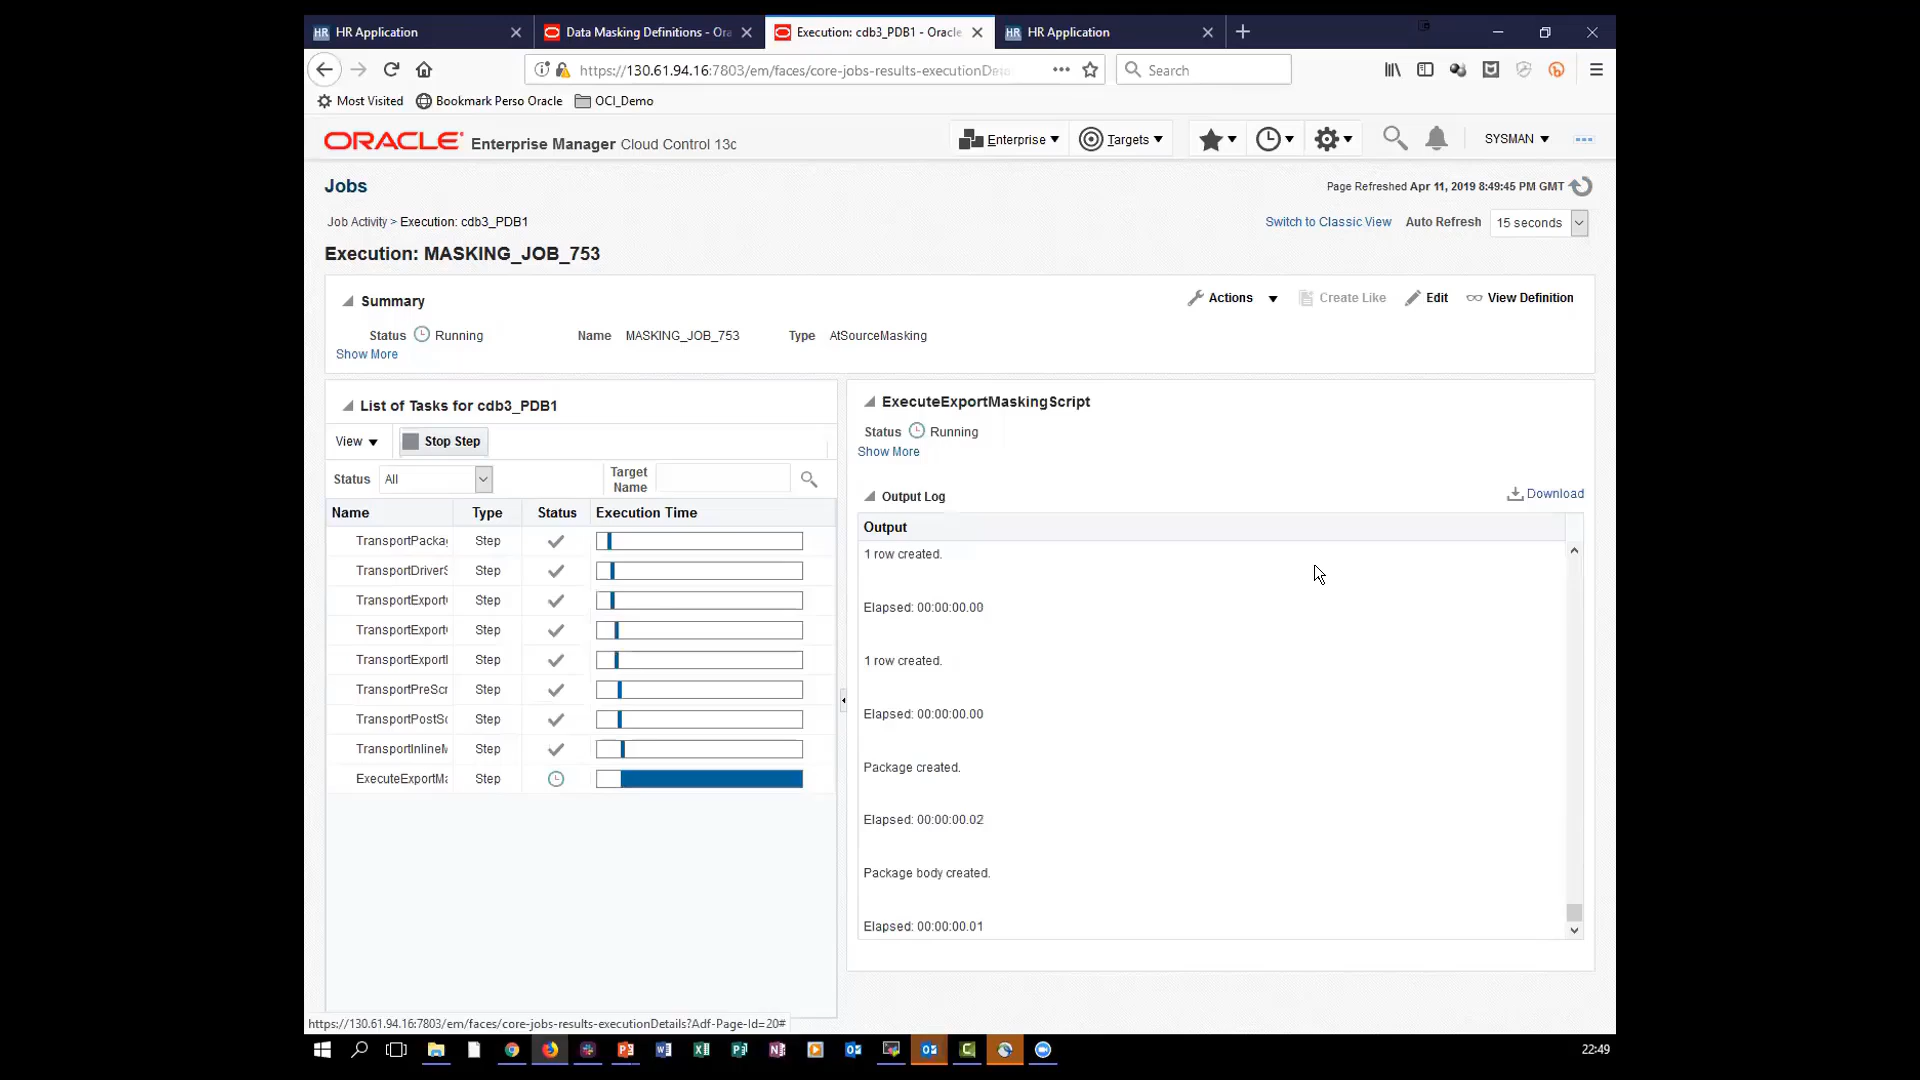 HR HR Application
Data Masking Definitions - Ora
Execution: cdb3_PDB1 - Oracle
HR HR Application
https://130.61.94.16:7803/em/faces/core-jobs-results-executionDeta
Search
Most Visited
Bookmark Perso Oracle
OCI_Demo
ORACLE Enterprise Manager Cloud Control 13c
Enterprise
Targets
SYSMAN
Jobs
Page Refreshed Apr 11, 2019 8:49:45 PM GMT
Job Activity > Execution: cdb3_PDB1
Switch to Classic View
Auto Refresh
15 seconds
Execution: MASKING_JOB_753
Summary
Actions
Create Like
Edit
View Definition
Status Running
Name MASKING_JOB_753
Type AtSourceMasking
Show More
List of Tasks for cdb3_PDB1
View
Stop Step
Status All
Target Name
Name Type Status Execution Time
TransportPacka Step
TransportDriverS Step
TransportExport Step
TransportExport Step
TransportExport Step
TransportPreScr Step
TransportPostSc Step
TransportInlineM Step
ExecuteExportMa Step
ExecuteExportMaskingScript
Status Running
Show More
Output Log
Download
Output
1 row created.
Elapsed: 00:00:00.00
1 row created.
Elapsed: 00:00:00.00
Package created.
Elapsed: 00:00:00.02
Package body created.
Elapsed: 00:00:00.01
https://130.61.94.16:7803/em/faces/core-jobs-results-executionDetails?Adf-Page-Id=20#
22:49